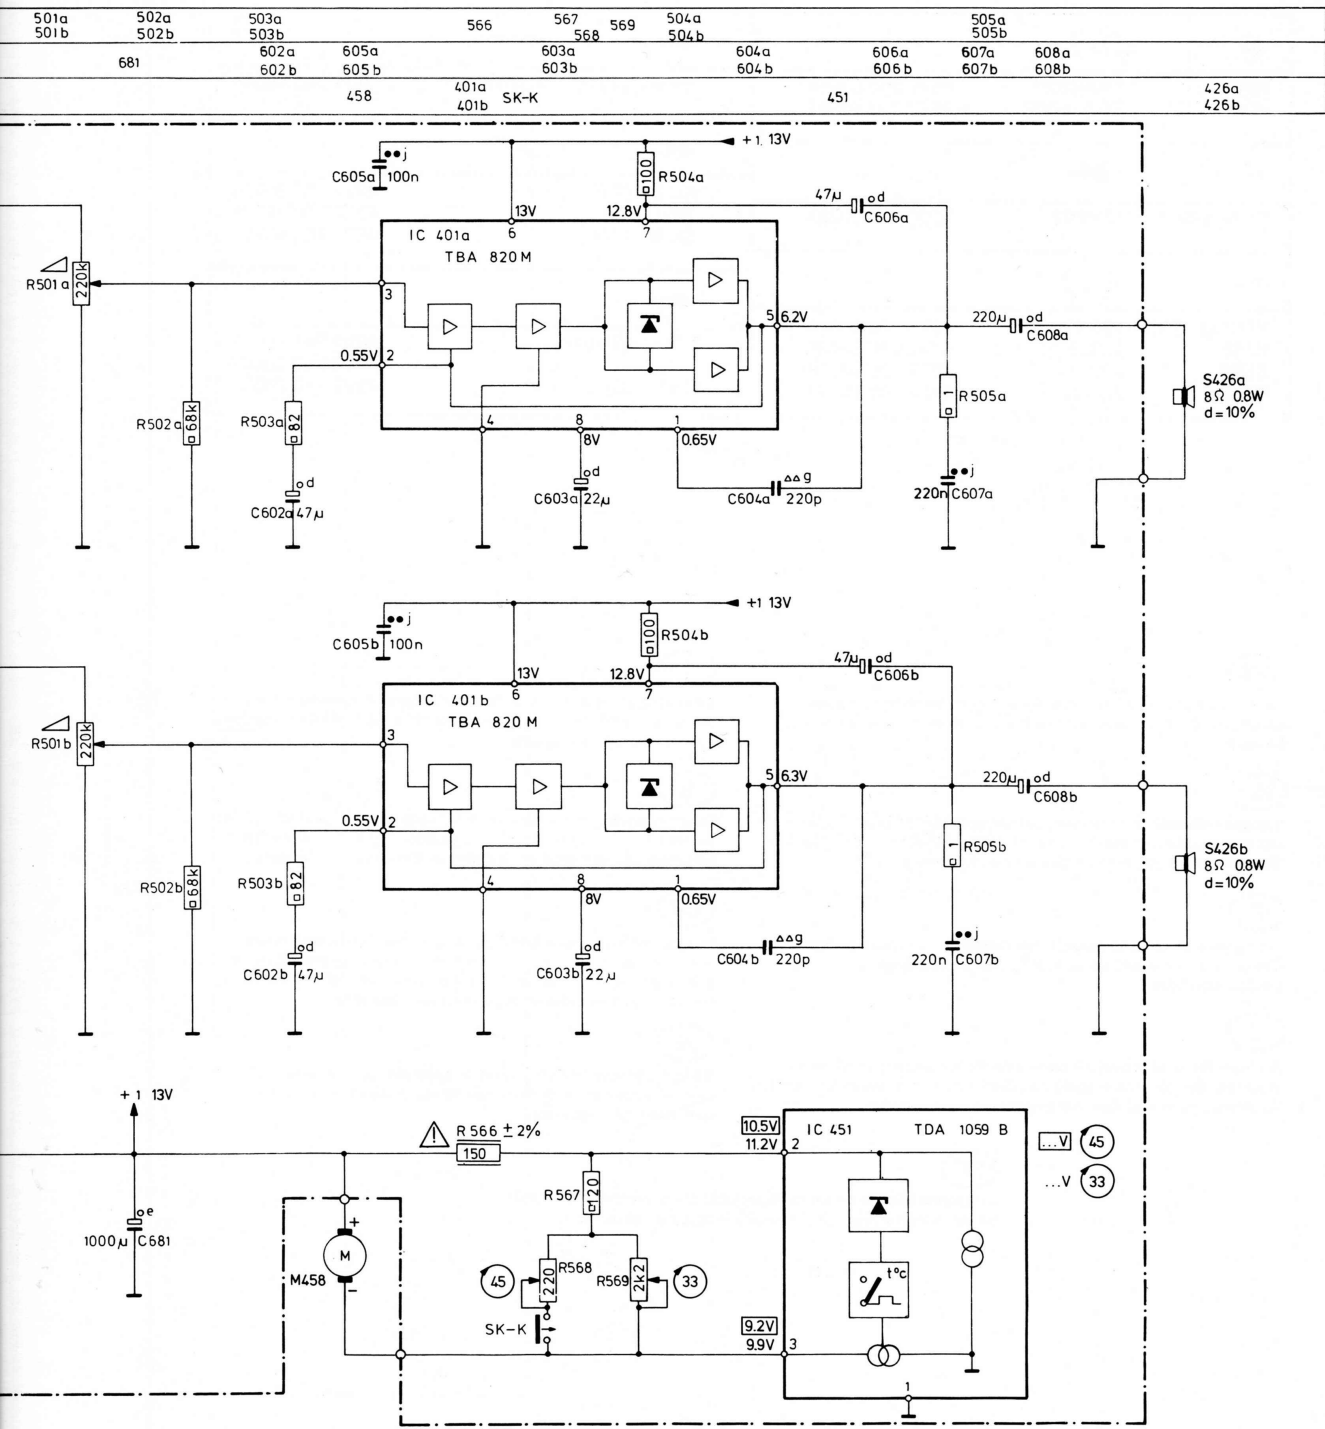 501a 502a 503a 566 567 569 504a 505a
501b 502b 503b 568 504b 505b
681 602a 605a 603a 604a 606a 607a 608a
602b 605b 603b 604b 606b 607b 608b
458 401a SK-K 451 426a
401b 426b
+1 13V
C605a 100n j
100 R504a
13V 12.8V 47µ d C606a
6 7
IC 401a
TBA 820M
R501a 220k
3
5 6.2V 220µ d C608a
0.55V 2
S426a
8Ω 0.8W
d=10%
1 R505a
R502a 68k R503a 82
4 8 1
8V 0.65V
d C602a 47µ
d C603a 22µ
C604a g 220p
j 220n C607a
+1 13V
C605b 100n j
100 R504b
13V 12.8V 47µ d C606b
6 7
IC 401b
TBA 820M
R501b 220k
3
5 6.3V 220µ d C608b
0.55V 2
1 R505b
S426b
8Ω 0.8W
d=10%
R502b 68k R503b 82
4 8 1
8V 0.65V
d C602b 47µ
d C603b 22µ
C604b g 220p
j 220n C607b
+1 13V
R566 ±2%
150
10.5V
11.2V 2
IC 451 TDA 1059 B
...V 45
...V 33
R567 120
e
1000µ C681
+
M
M458
-
45 220 R568 R569 2k2 33
t°c
SK-K
9.2V
9.9V 3
1